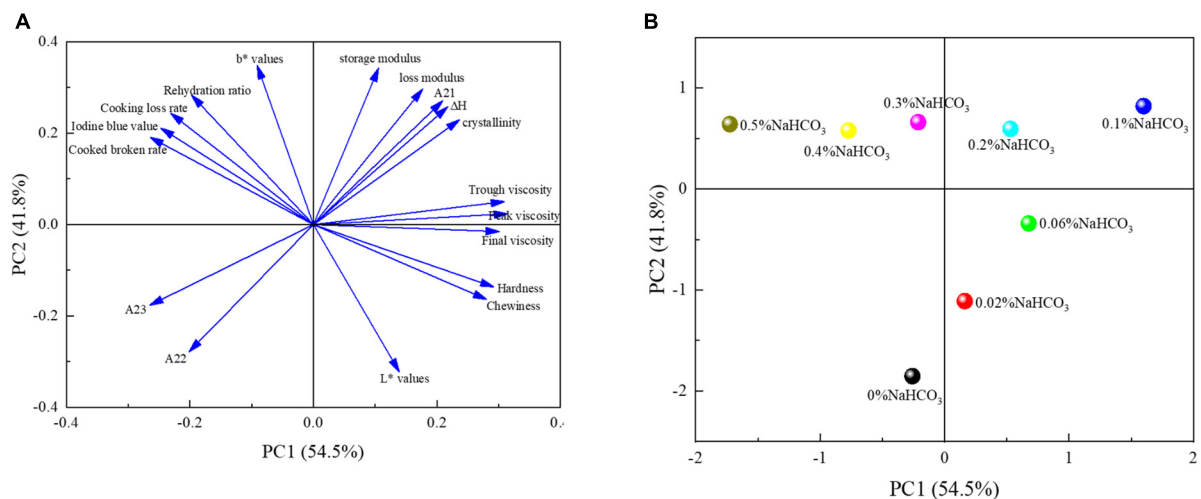 A
0.4
0.2
0.0
-0.2
-0.4
PC2 (41.8%)
b* values
storage modulus
loss modulus
Rehydration ratio
A21
Cooking loss rate
ΔH
Iodine blue value
crystallinity
Cooked broken rate
Trough viscosity
Peak viscosity
Final viscosity
Hardness
Chewiness
A23
A22
L* values
-0.4
-0.2
0.0
0.2
0.4
PC1 (54.5%)
B
1
0
-1
-2
PC2 (41.8%)
0.5%NaHCO3
0.4%NaHCO3
0.3%NaHCO3
0.2%NaHCO3
0.1%NaHCO3
0.06%NaHCO3
0.02%NaHCO3
0%NaHCO3
-2
-1
0
1
2
PC1 (54.5%)